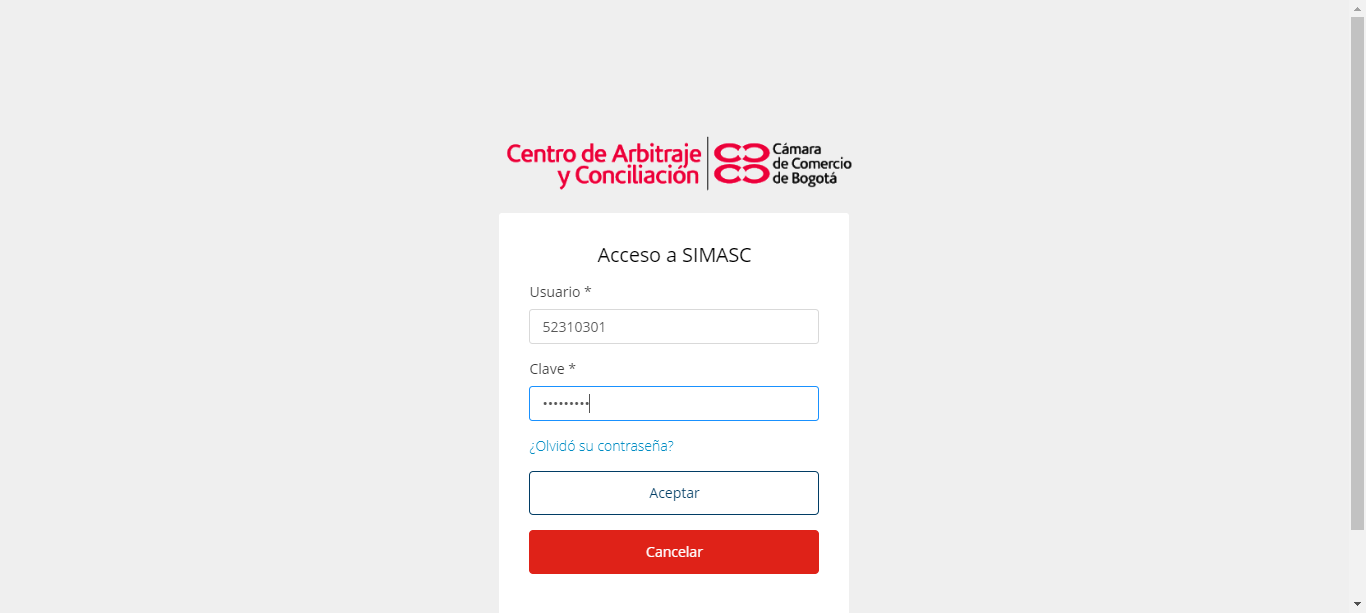 Centro de Arbitraje
y Conciliación
Cámara
de Comercio
de Bogotá
Acceso a SIMASC
Usuario *
52310301
Clave *
•••••••••
¿Olvidó su contraseña?
Aceptar
Cancelar